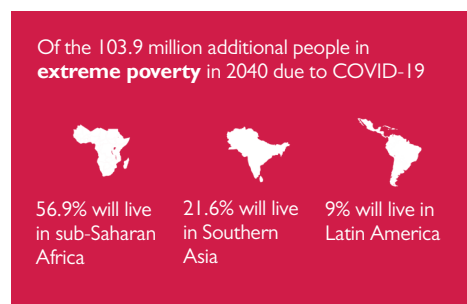 Of the 103.9 million additional people in
extreme poverty in 2040 due to COVID-19
56.9% will live
in sub-Saharan
Africa
21.6% will live
in Southern
Asia
9% will live in
Latin America